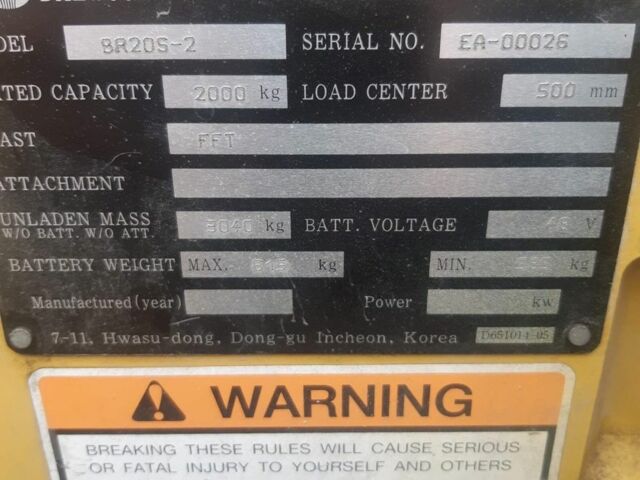 ODEL BR20S-2 SERIAL NO. EA-00026
ATED CAPACITY 2000 kg LOAD CENTER 500 mm
AST FFT
ATTACHMENT
UNLADEN MASS kg BATT. VOLTAGE 48 V
W/O BATT. W/O ATT.
BATTERY WEIGHT MAX. kg MIN. kg
Manufactured(year) Power kw
7-11, Hwasu-dong, Dong-gu Incheon, Korea D651014-05
WARNING
BREAKING THESE RULES WILL CAUSE SERIOUS
OR FATAL INJURY TO YOURSELF AND OTHERS